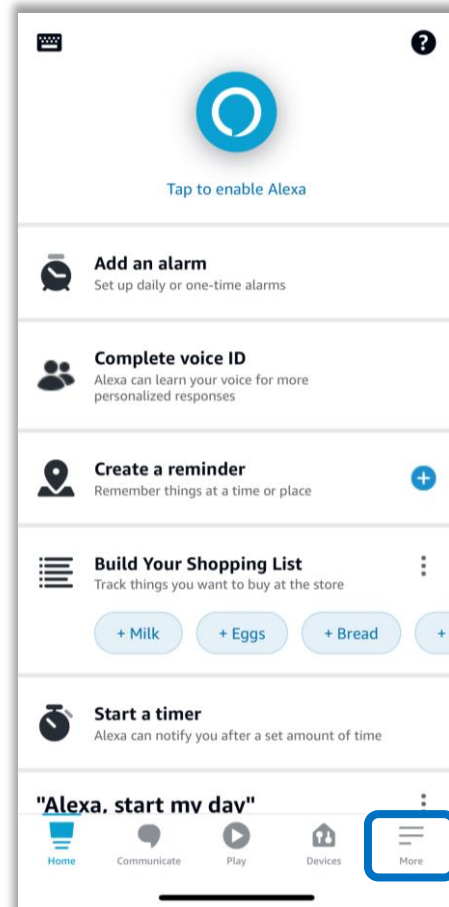 ?
Tap to enable Alexa
Add an alarm
Set up daily or one-time alarms
Complete voice ID
Alexa can learn your voice for more
personalized responses
Create a reminder
Remember things at a time or place
+
Build Your Shopping List
Track things you want to buy at the store
+ Milk + Eggs + Bread +
Start a timer
Alexa can notify you after a set amount of time
"Alexa, start my day"
Home Communicate Play Devices More